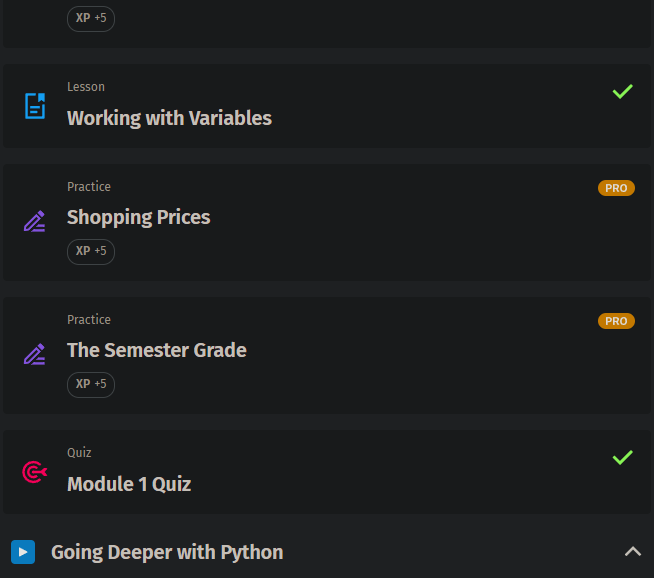 XP +5
Lesson
Working with Variables
Practice
PRO
Shopping Prices
XP +5
Practice
PRO
The Semester Grade
XP +5
Quiz
Module 1 Quiz
Going Deeper with Python